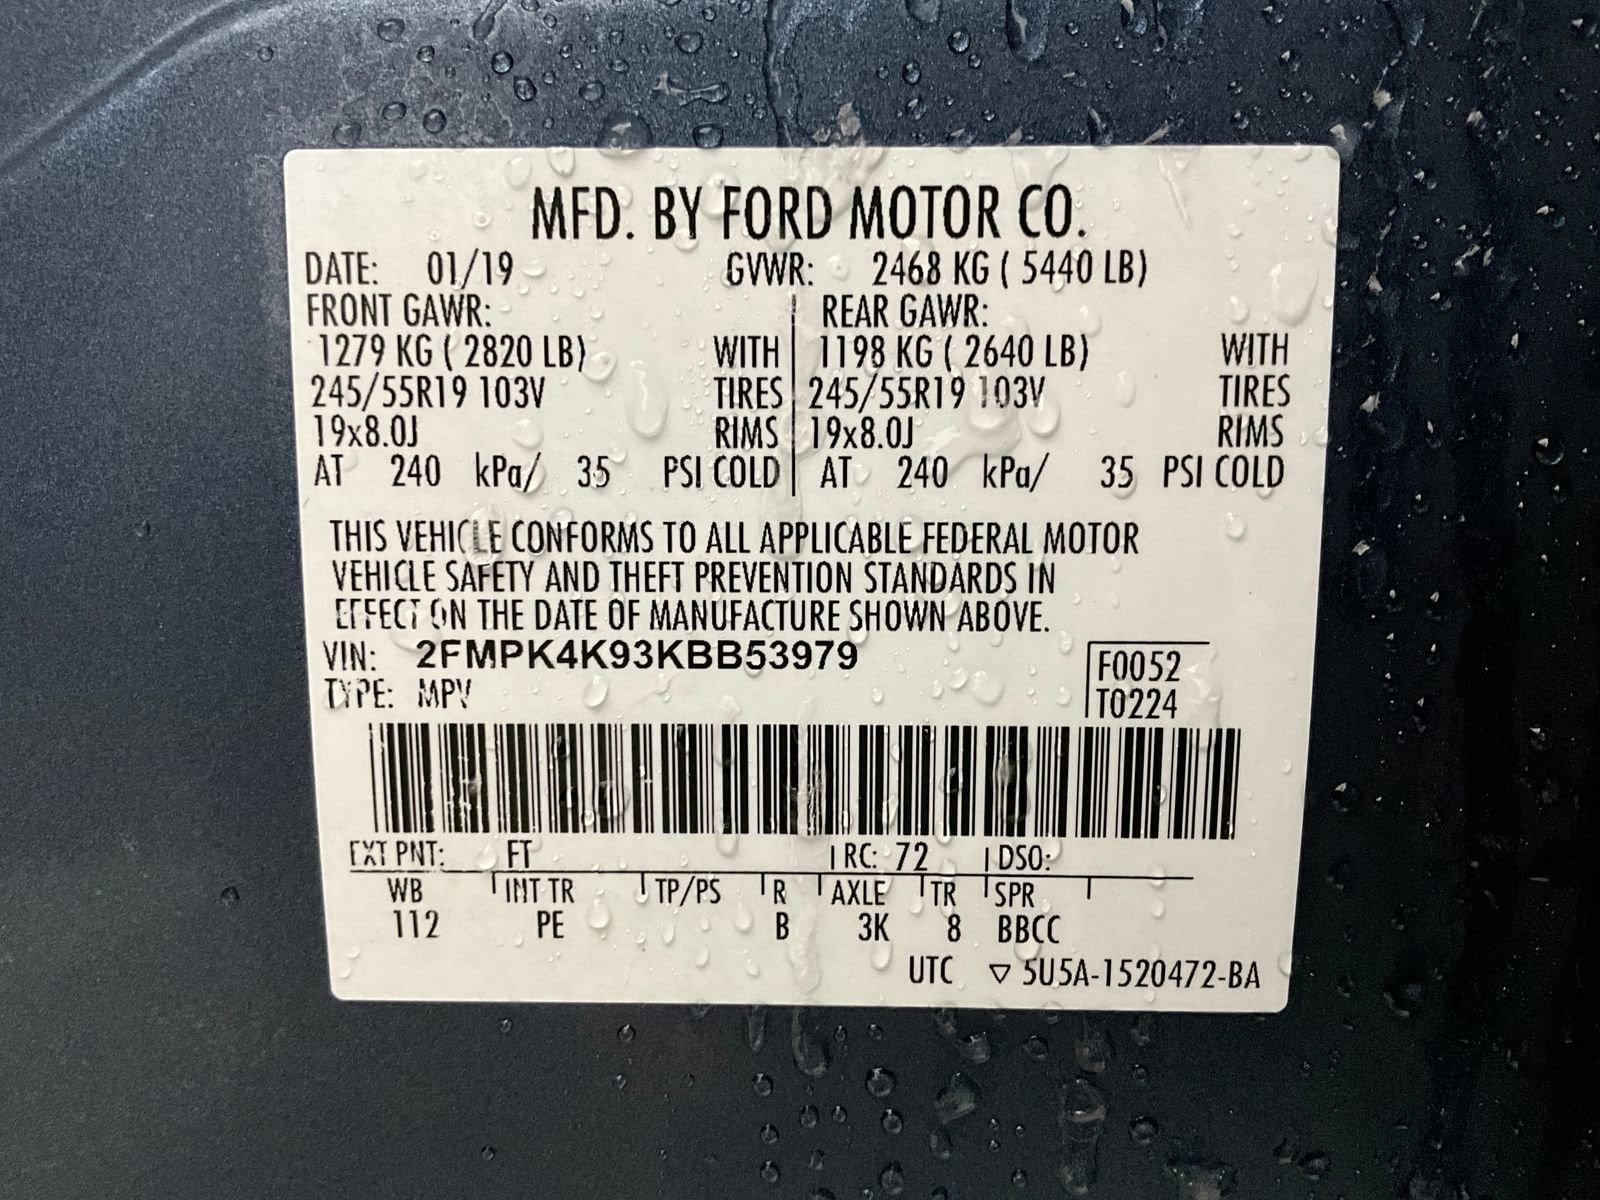 MFD. BY FORD MOTOR CO.
DATE: 01/19 GVWR: 2468 KG ( 5440 LB)
FRONT GAWR: REAR GAWR:
1279 KG ( 2820 LB) WITH 1198 KG ( 2640 LB) WITH
245/55R19 103V TIRES 245/55R19 103V TIRES
19x8.0J RIMS 19x8.0J RIMS
AT 240 kPa/ 35 PSI COLD AT 240 kPa/ 35 PSI COLD
THIS VEHICLE CONFORMS TO ALL APPLICABLE FEDERAL MOTOR
VEHICLE SAFETY AND THEFT PREVENTION STANDARDS IN
EFFECT ON THE DATE OF MANUFACTURE SHOWN ABOVE.
VIN: 2FMPK4K93KBB53979 F0052
TYPE: MPV T0224
EXT PNT: FT RC: 72 DSO:
WB INT TR TP/PS R AXLE TR SPR
112 PE B 3K 8 BBCC
UTC ▽ 5U5A-1520472-BA